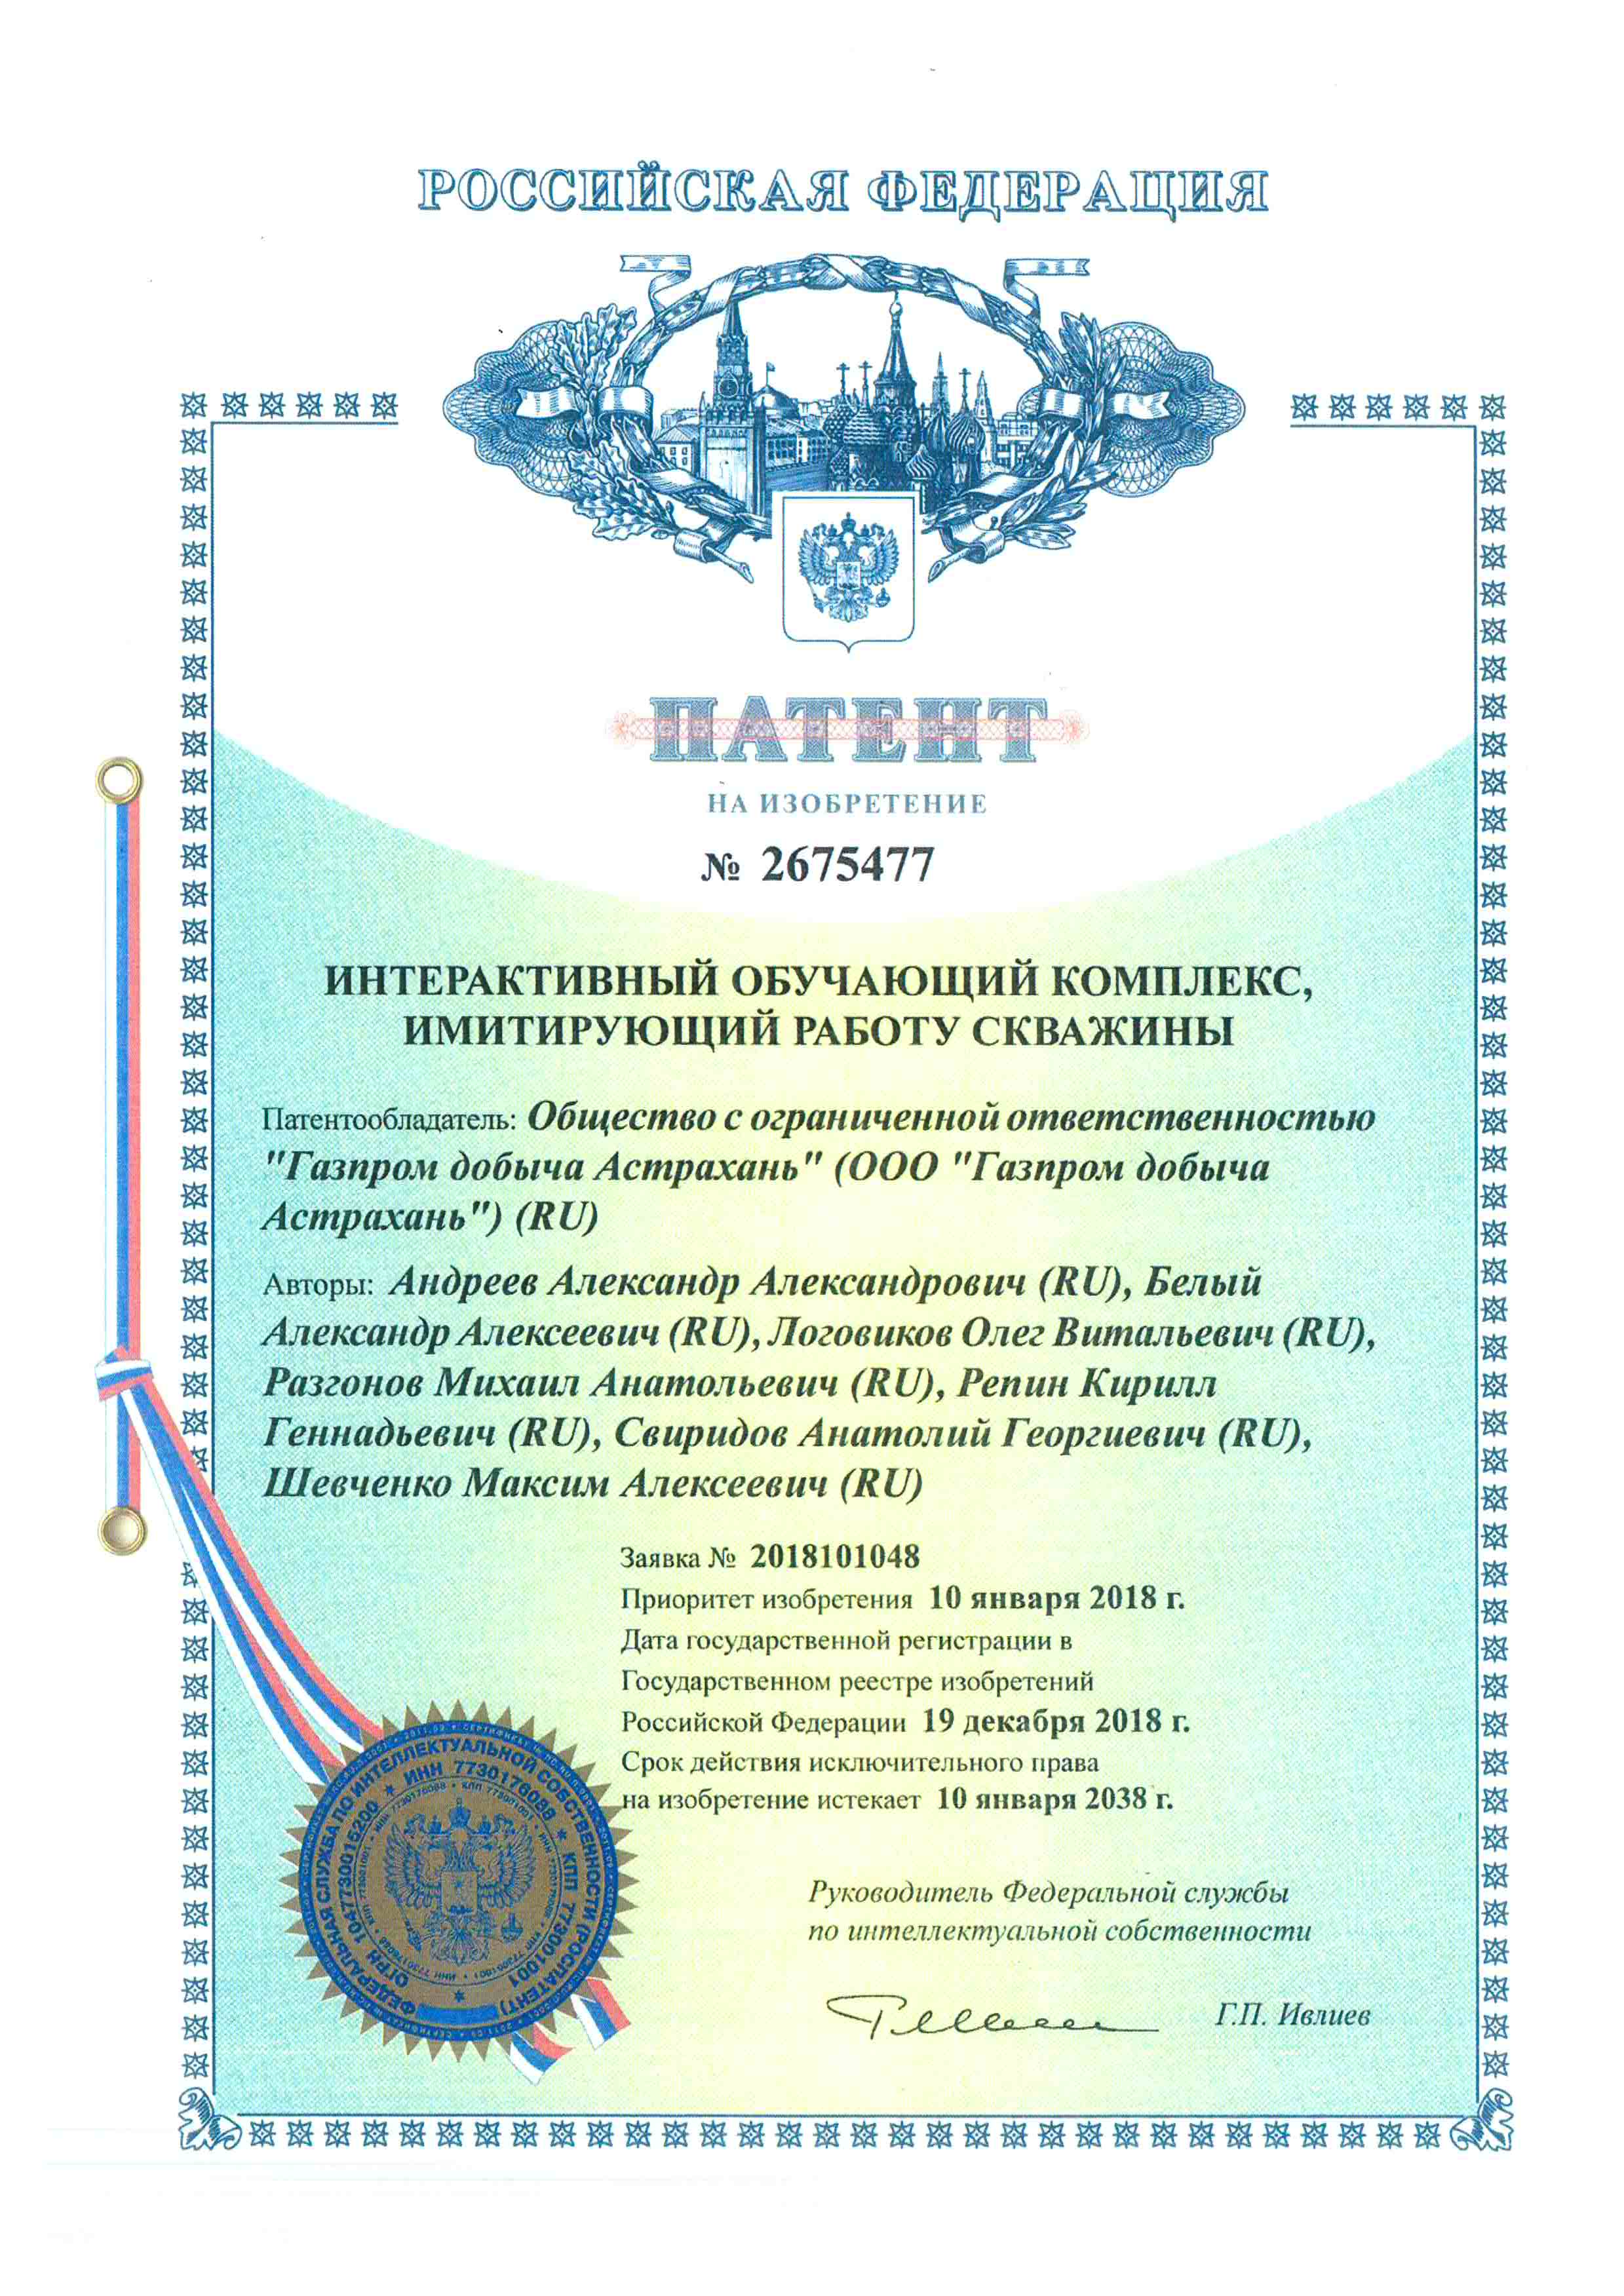 РОССИЙСКАЯ ФЕДЕРАЦИЯ
ПАТЕНТ
НА ИЗОБРЕТЕНИЕ
№ 2675477
ИНТЕРАКТИВНЫЙ ОБУЧАЮЩИЙ КОМПЛЕКС,
ИМИТИРУЮЩИЙ РАБОТУ СКВАЖИНЫ
Патентообладатель: Общество с ограниченной ответственностью
"Газпром добыча Астрахань" (ООО "Газпром добыча
Астрахань") (RU)
Авторы: Андреев Александр Александрович (RU), Белый
Александр Алексеевич (RU), Логовиков Олег Витальевич (RU),
Разгонов Михаил Анатольевич (RU), Репин Кирилл
Геннадьевич (RU), Свиридов Анатолий Георгиевич (RU),
Шевченко Максим Алексеевич (RU)
Заявка № 2018101048
Приоритет изобретения 10 января 2018 г.
Дата государственной регистрации в
Государственном реестре изобретений
Российской Федерации 19 декабря 2018 г.
Срок действия исключительного права
на изобретение истекает 10 января 2038 г.
Руководитель Федеральной службы
по интеллектуальной собственности
Г.П. Ивлиев
ФЕДЕРАЛЬНАЯ СЛУЖБА ПО ИНТЕЛЛЕКТУАЛЬНОЙ СОБСТВЕННОСТИ (РОСПАТЕНТ)
ОГРН 1047730015200 * ИНН 7730176088 * КПП 773001001